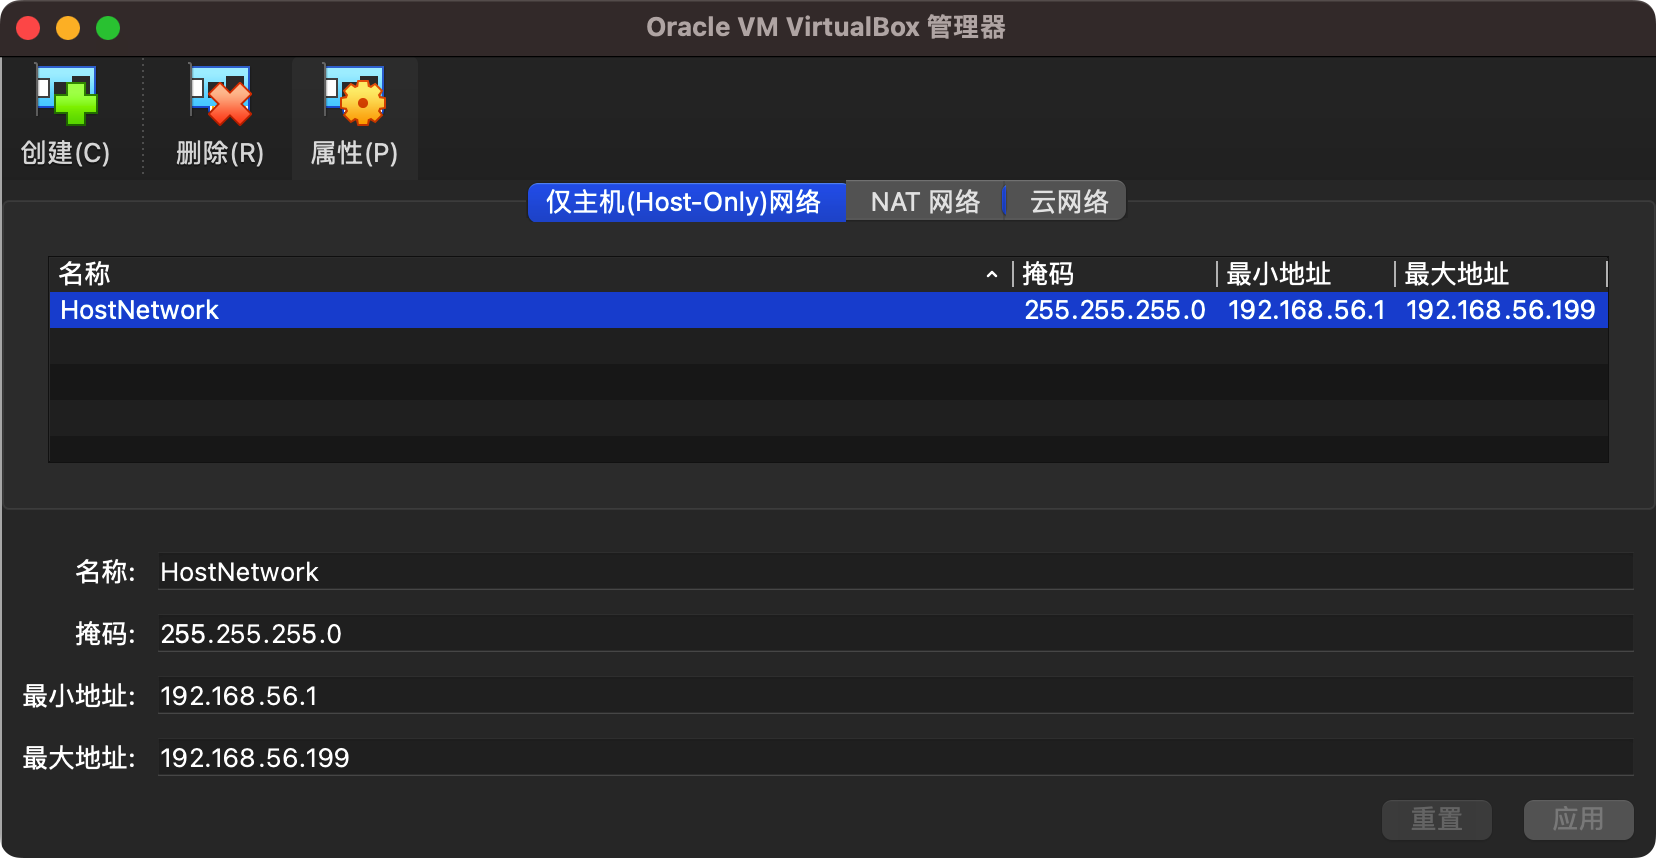 Oracle VM VirtualBox 管理器
创建(C) 删除(R) 属性(P)
仅主机(Host-Only)网络 NAT 网络 云网络
名称 掩码 最小地址 最大地址
HostNetwork 255.255.255.0 192.168.56.1 192.168.56.199
名称: HostNetwork
掩码: 255.255.255.0
最小地址: 192.168.56.1
最大地址: 192.168.56.199
重置 应用